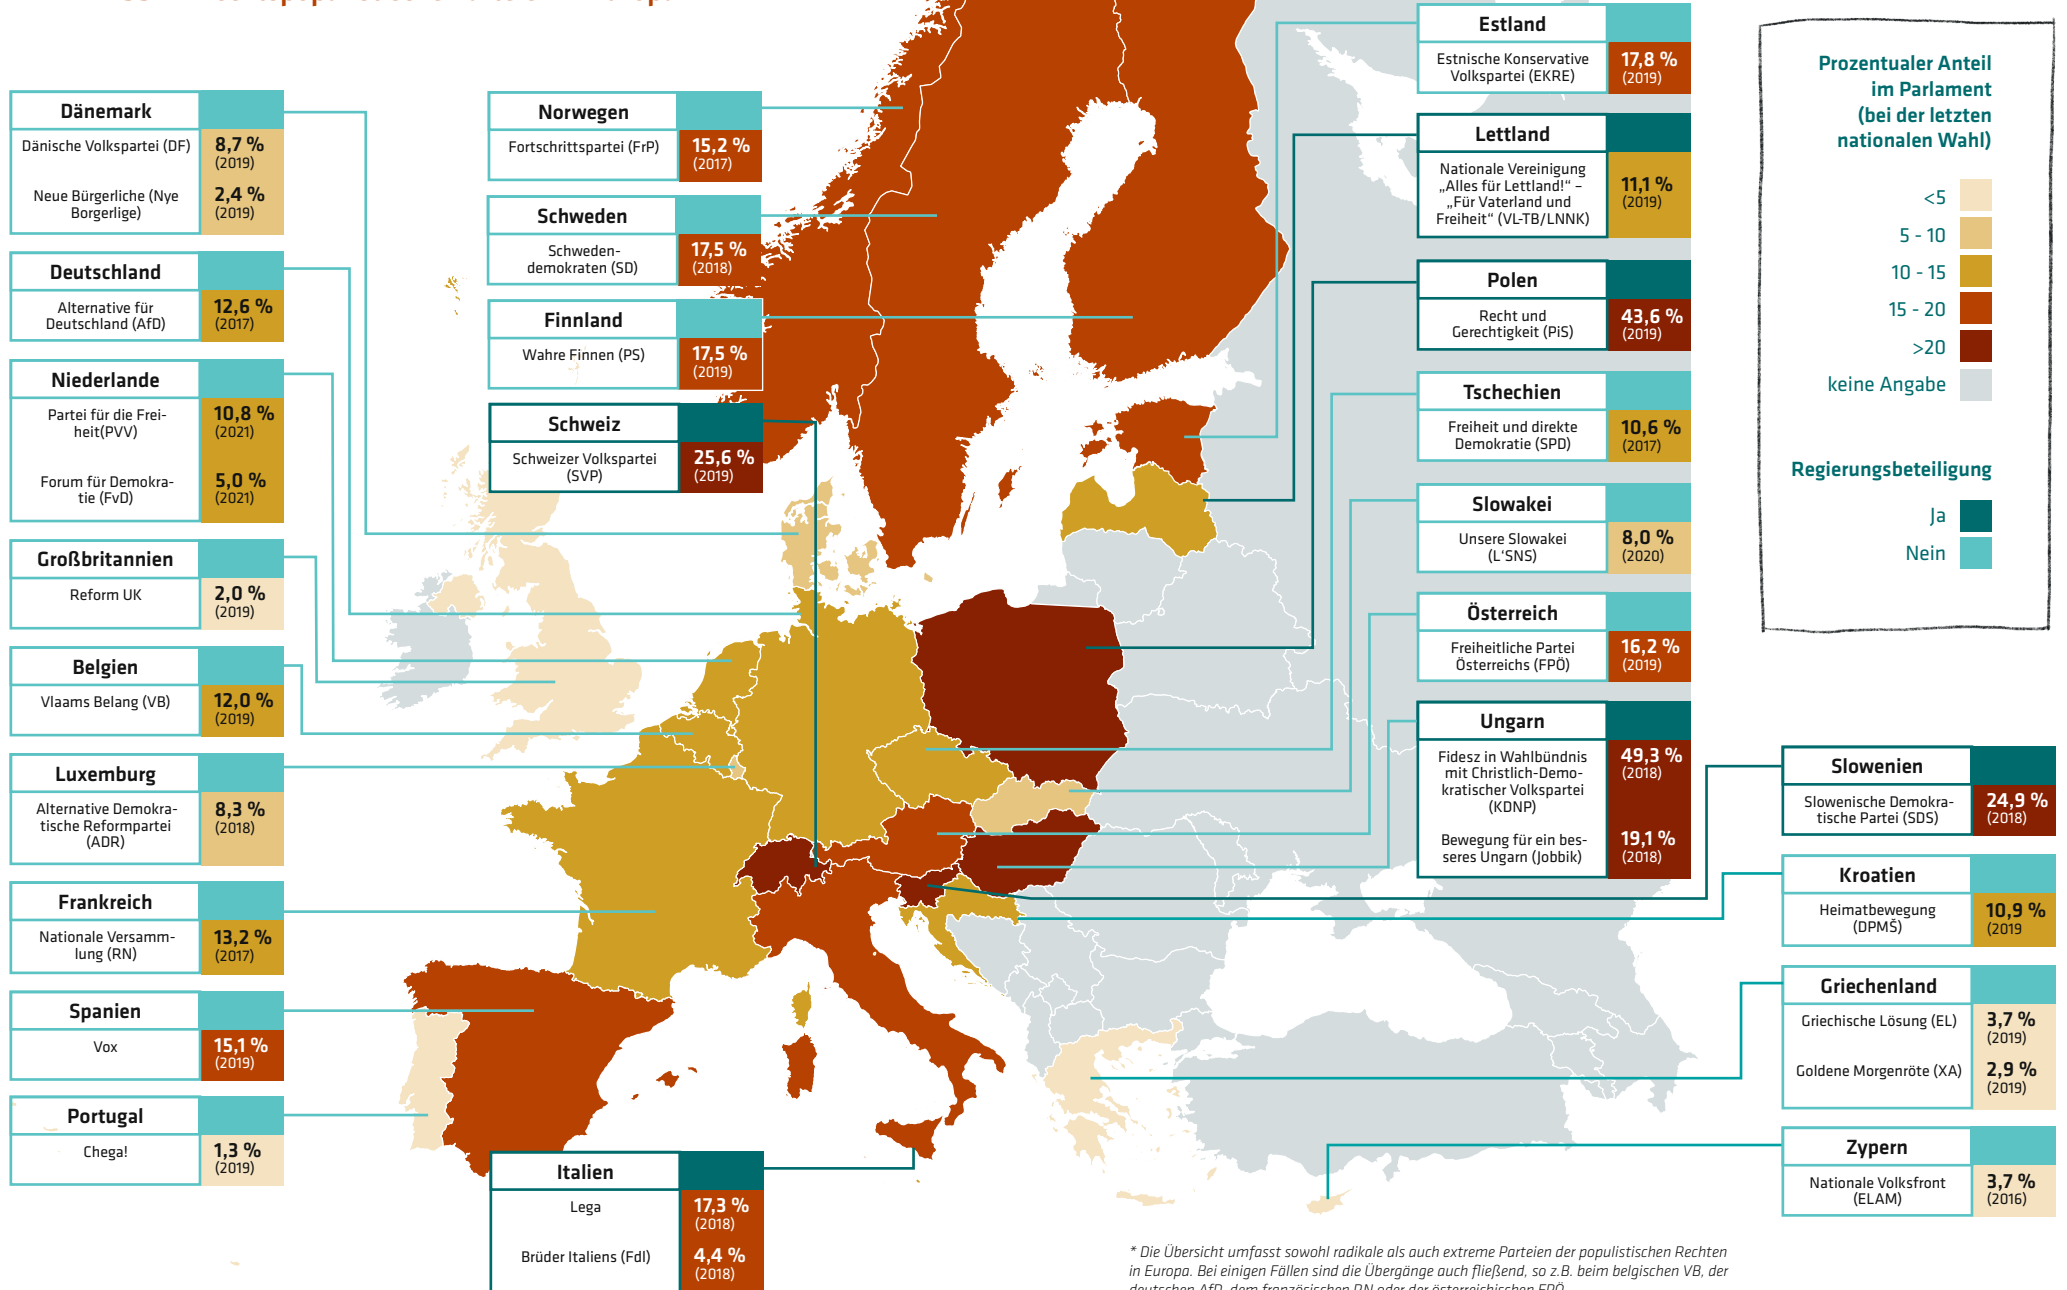 Dänemark
Dänische Volkspartei (DF)
8,7 %
(2019)
Neue Bürgerliche (Nye
Borgerlige)
2,4 %
(2019)
Deutschland
Alternative für
Deutschland (AfD)
12,6 %
(2017)
Niederlande
Partei für die Frei-
heit(PVV)
10,8 %
(2021)
Forum für Demokra-
tie (FvD)
5,0 %
(2021)
Großbritannien
Reform UK
2,0 %
(2019)
Belgien
Vlaams Belang (VB)
12,0 %
(2019)
Luxemburg
Alternative Demokra-
tische Reformpartei
(ADR)
8,3 %
(2018)
Frankreich
Nationale Versamm-
lung (RN)
13,2 %
(2017)
Spanien
Vox
15,1 %
(2019)
Portugal
Chega!
1,3 %
(2019)
Norwegen
Fortschrittspartei (FrP)
15,2 %
(2017)
Schweden
Schweden-
demokraten (SD)
17,5 %
(2018)
Finnland
Wahre Finnen (PS)
17,5 %
(2019)
Schweiz
Schweizer Volkspartei
(SVP)
25,6 %
(2019)
Italien
Lega
17,3 %
(2018)
Brüder Italiens (FdI)
4,4 %
(2018)
Estland
Estnische Konservative
Volkspartei (EKRE)
17,8 %
(2019)
Lettland
Nationale Vereinigung
„Alles für Lettland!“ –
„Für Vaterland und
Freiheit“ (VL-TB/LNNK)
11,1 %
(2019)
Polen
Recht und
Gerechtigkeit (PiS)
43,6 %
(2019)
Tschechien
Freiheit und direkte
Demokratie (SPD)
10,6 %
(2017)
Slowakei
Unsere Slowakei
(L‘SNS)
8,0 %
(2020)
Österreich
Freiheitliche Partei
Österreichs (FPÖ)
16,2 %
(2019)
Ungarn
Fidesz in Wahlbündnis
mit Christlich-Demo-
kratischer Volkspartei
(KDNP)
49,3 %
(2018)
Bewegung für ein bes-
seres Ungarn (Jobbik)
19,1 %
(2018)
Slowenien
Slowenische Demokra-
tische Partei (SDS)
24,9 %
(2018)
Kroatien
Heimatbewegung
(DPMŠ)
10,9 %
(2019
Griechenland
Griechische Lösung (EL)
3,7 %
(2019)
Goldene Morgenröte (XA)
2,9 %
(2019)
Zypern
Nationale Volksfront
(ELAM)
3,7 %
(2016)
Prozentualer Anteil
im Parlament
(bei der letzten
nationalen Wahl)
<5
5 - 10
10 - 15
15 - 20
>20
keine Angabe
Regierungsbeteiligung
Ja
Nein
* Die Übersicht umfasst sowohl radikale als auch extreme Parteien der populistischen Rechten
in Europa. Bei einigen Fällen sind die Übergänge auch fließend, so z.B. beim belgischen VB, der
deutschen AfD, dem französischen RN oder der österreichischen FPÖ.